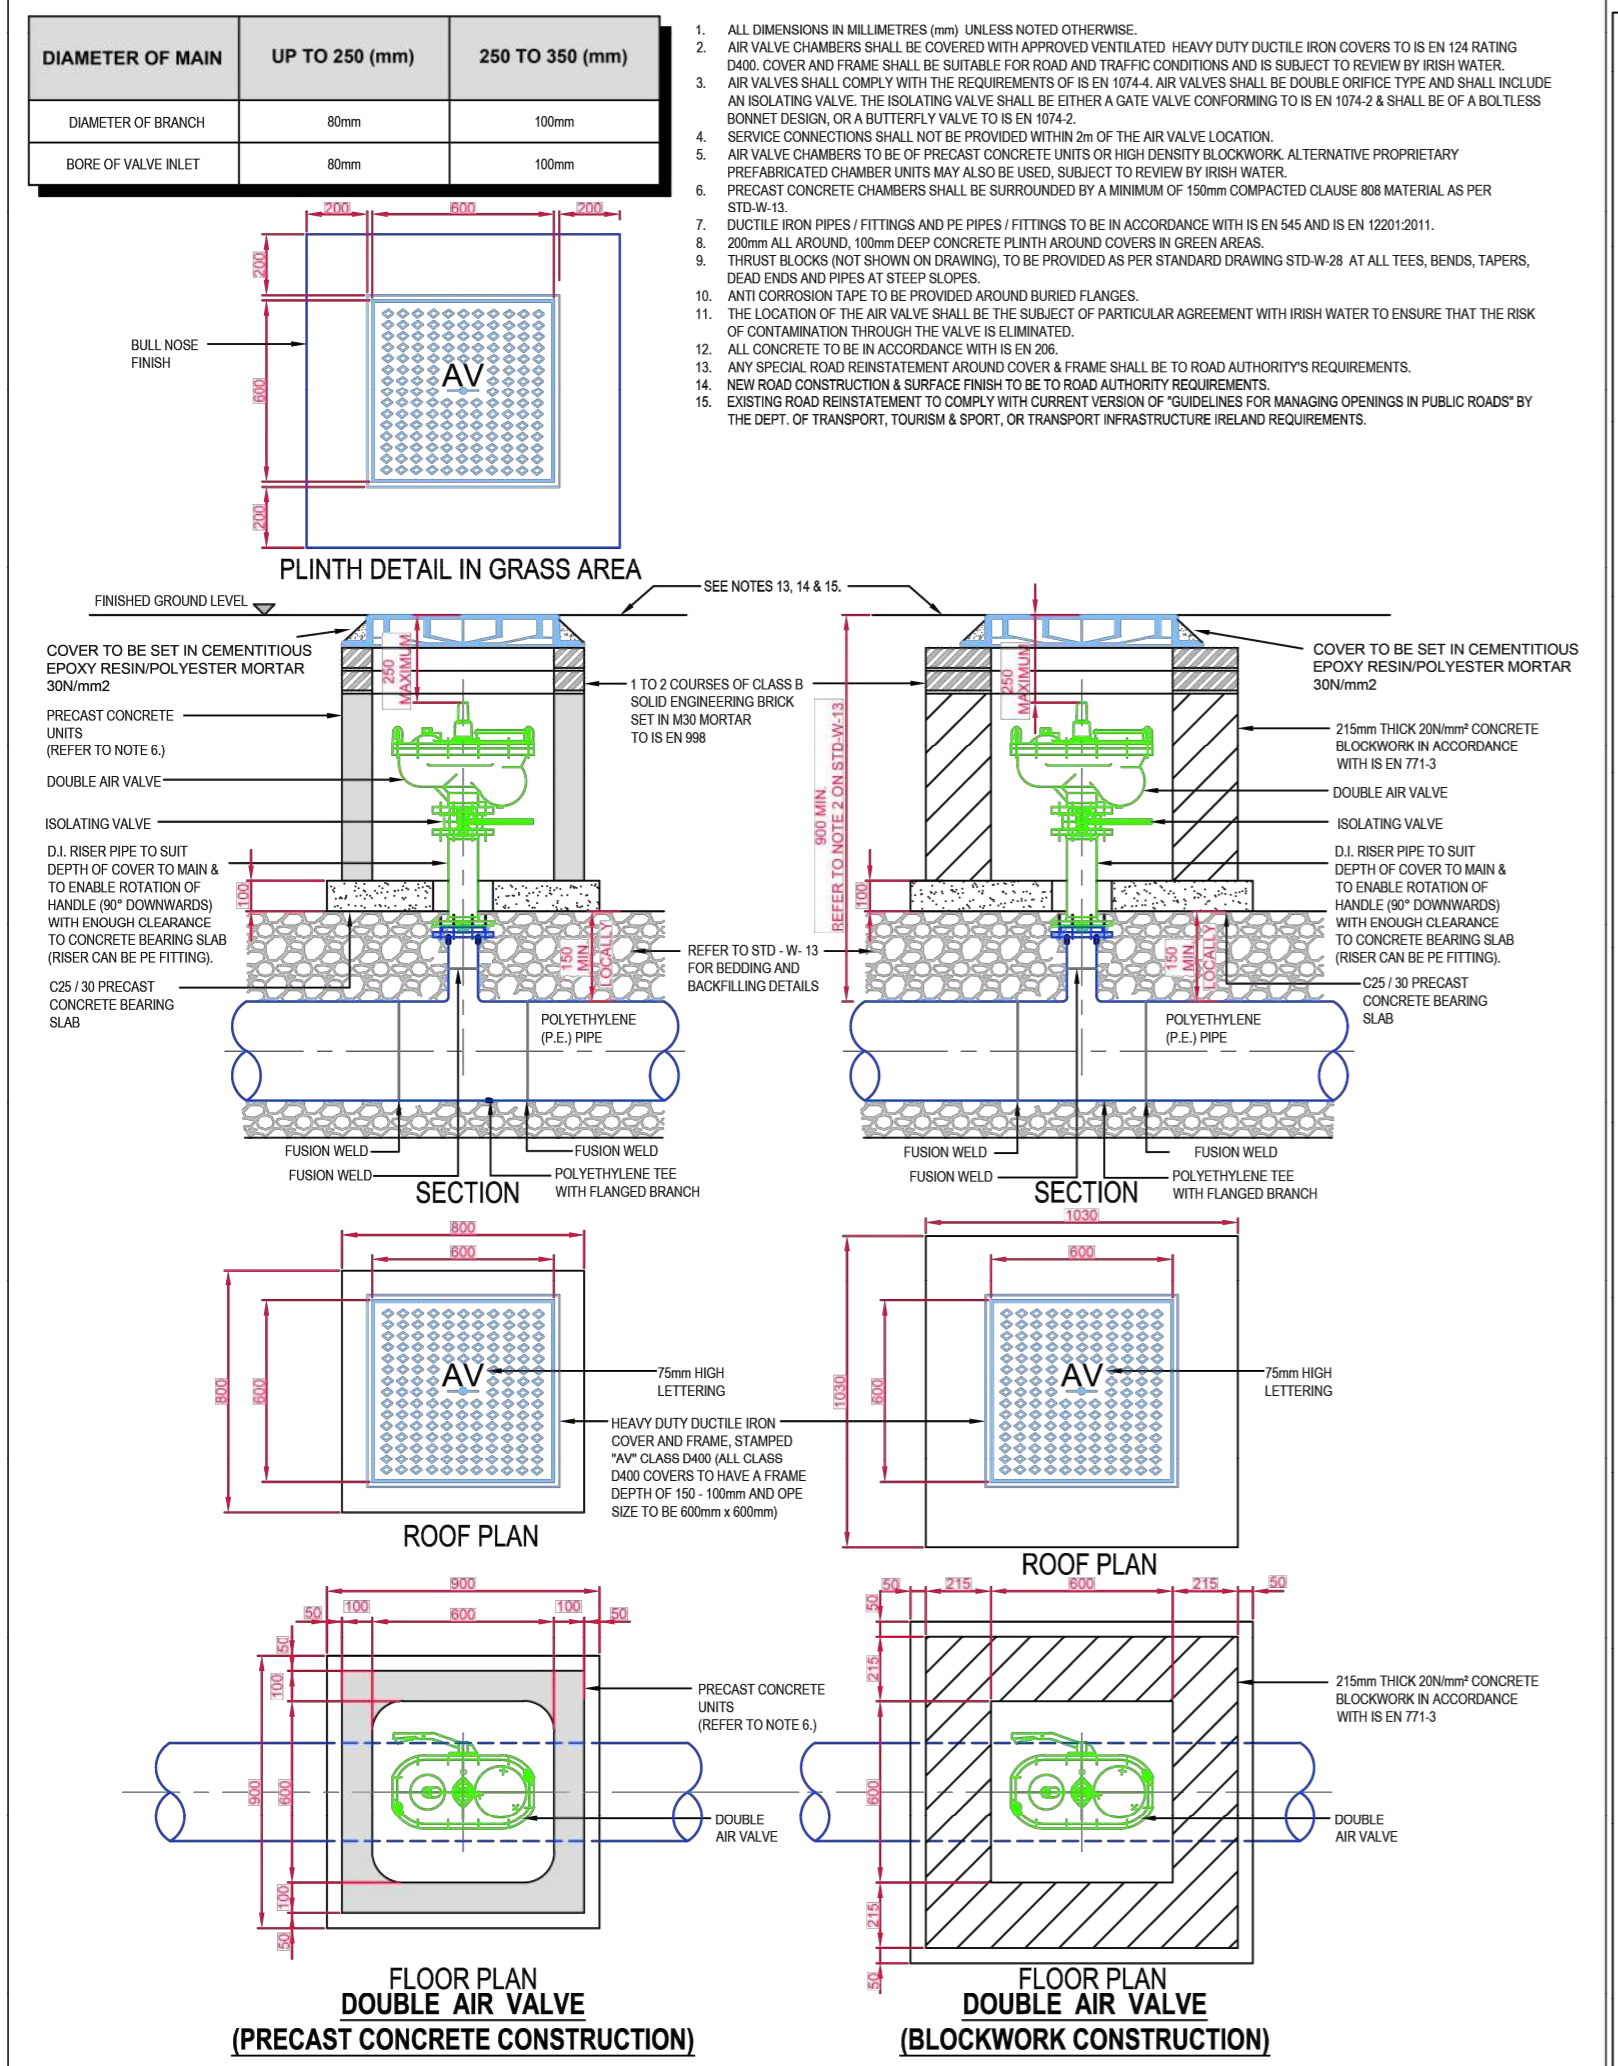 DIAMETER OF MAIN UP TO 250 (mm) 250 TO 350 (mm)
DIAMETER OF BRANCH 80mm 100mm
BORE OF VALVE INLET 80mm 100mm
1. ALL DIMENSIONS IN MILLIMETRES (mm) UNLESS NOTED OTHERWISE.
2. AIR VALVE CHAMBERS SHALL BE COVERED WITH APPROVED VENTILATED HEAVY DUTY DUCTILE IRON COVERS TO IS EN 124 RATING
D400. COVER AND FRAME SHALL BE SUITABLE FOR ROAD AND TRAFFIC CONDITIONS AND IS SUBJECT TO REVIEW BY IRISH WATER.
3. AIR VALVES SHALL COMPLY WITH THE REQUIREMENTS OF IS EN 1074-4. AIR VALVES SHALL BE DOUBLE ORIFICE TYPE AND SHALL INCLUDE
AN ISOLATING VALVE. THE ISOLATING VALVE SHALL BE EITHER A GATE VALVE CONFORMING TO IS EN 1074-2 & SHALL BE OF A BOLTLESS
BONNET DESIGN, OR A BUTTERFLY VALVE TO IS EN 1074-2.
4. SERVICE CONNECTIONS SHALL NOT BE PROVIDED WITHIN 2m OF THE AIR VALVE LOCATION.
5. AIR VALVE CHAMBERS TO BE OF PRECAST CONCRETE UNITS OR HIGH DENSITY BLOCKWORK. ALTERNATIVE PROPRIETARY
PREFABRICATED CHAMBER UNITS MAY ALSO BE USED, SUBJECT TO REVIEW BY IRISH WATER.
6. PRECAST CONCRETE CHAMBERS SHALL BE SURROUNDED BY A MINIMUM OF 150mm COMPACTED CLAUSE 808 MATERIAL AS PER
STD-W-13.
7. DUCTILE IRON PIPES / FITTINGS AND PE PIPES / FITTINGS TO BE IN ACCORDANCE WITH IS EN 545 AND IS EN 12201:2011.
8. 200mm ALL AROUND, 100mm DEEP CONCRETE PLINTH AROUND COVERS IN GREEN AREAS.
9. THRUST BLOCKS (NOT SHOWN ON DRAWING), TO BE PROVIDED AS PER STANDARD DRAWING STD-W-28 AT ALL TEES, BENDS, TAPERS,
DEAD ENDS AND PIPES AT STEEP SLOPES.
10. ANTI CORROSION TAPE TO BE PROVIDED AROUND BURIED FLANGES.
11. THE LOCATION OF THE AIR VALVE SHALL BE THE SUBJECT OF PARTICULAR AGREEMENT WITH IRISH WATER TO ENSURE THAT THE RISK
OF CONTAMINATION THROUGH THE VALVE IS ELIMINATED.
12. ALL CONCRETE TO BE IN ACCORDANCE WITH IS EN 206.
13. ANY SPECIAL ROAD REINSTATEMENT AROUND COVER & FRAME SHALL BE TO ROAD AUTHORITY'S REQUIREMENTS.
14. NEW ROAD CONSTRUCTION & SURFACE FINISH TO BE TO ROAD AUTHORITY REQUIREMENTS.
15. EXISTING ROAD REINSTATEMENT TO COMPLY WITH CURRENT VERSION OF "GUIDELINES FOR MANAGING OPENINGS IN PUBLIC ROADS" BY
THE DEPT. OF TRANSPORT, TOURISM & SPORT, OR TRANSPORT INFRASTRUCTURE IRELAND REQUIREMENTS.
200 600 200
200
600
200
BULL NOSE
FINISH
AV
PLINTH DETAIL IN GRASS AREA
FINISHED GROUND LEVEL
SEE NOTES 13, 14 & 15.
COVER TO BE SET IN CEMENTITIOUS
EPOXY RESIN/POLYESTER MORTAR
30N/mm2
PRECAST CONCRETE
UNITS
(REFER TO NOTE 6.)
DOUBLE AIR VALVE
ISOLATING VALVE
D.I. RISER PIPE TO SUIT
DEPTH OF COVER TO MAIN &
TO ENABLE ROTATION OF
HANDLE (90° DOWNWARDS)
WITH ENOUGH CLEARANCE
TO CONCRETE BEARING SLAB
(RISER CAN BE PE FITTING).
C25 / 30 PRECAST
CONCRETE BEARING
SLAB
250
MAXIMUM
100
150
MIN.
LOCALLY
1 TO 2 COURSES OF CLASS B
SOLID ENGINEERING BRICK
SET IN M30 MORTAR
TO IS EN 998
REFER TO STD - W- 13
FOR BEDDING AND
BACKFILLING DETAILS
POLYETHYLENE
(P.E.) PIPE
FUSION WELD
FUSION WELD
FUSION WELD
POLYETHYLENE TEE
WITH FLANGED BRANCH
SECTION
900 MIN.
REFER TO NOTE 2 ON STD-W-13
250
MAXIMUM
100
150
MIN.
LOCALLY
COVER TO BE SET IN CEMENTITIOUS
EPOXY RESIN/POLYESTER MORTAR
30N/mm2
215mm THICK 20N/mm² CONCRETE
BLOCKWORK IN ACCORDANCE
WITH IS EN 771-3
DOUBLE AIR VALVE
ISOLATING VALVE
D.I. RISER PIPE TO SUIT
DEPTH OF COVER TO MAIN &
TO ENABLE ROTATION OF
HANDLE (90° DOWNWARDS)
WITH ENOUGH CLEARANCE
TO CONCRETE BEARING SLAB
(RISER CAN BE PE FITTING).
C25 / 30 PRECAST
CONCRETE BEARING
SLAB
POLYETHYLENE
(P.E.) PIPE
FUSION WELD
FUSION WELD
FUSION WELD
POLYETHYLENE TEE
WITH FLANGED BRANCH
SECTION
800
600
800
600
AV
75mm HIGH
LETTERING
HEAVY DUTY DUCTILE IRON
COVER AND FRAME, STAMPED
"AV" CLASS D400 (ALL CLASS
D400 COVERS TO HAVE A FRAME
DEPTH OF 150 - 100mm AND OPE
SIZE TO BE 600mm x 600mm)
ROOF PLAN
1030
600
1030
600
AV
75mm HIGH
LETTERING
ROOF PLAN
900
50 100 600 100 50
50
100
900
600
100
50
PRECAST CONCRETE
UNITS
(REFER TO NOTE 6.)
DOUBLE
AIR VALVE
FLOOR PLAN
DOUBLE AIR VALVE
(PRECAST CONCRETE CONSTRUCTION)
50 215 600 215 50
50
215
600
215
50
215mm THICK 20N/mm² CONCRETE
BLOCKWORK IN ACCORDANCE
WITH IS EN 771-3
DOUBLE
AIR VALVE
FLOOR PLAN
DOUBLE AIR VALVE
(BLOCKWORK CONSTRUCTION)